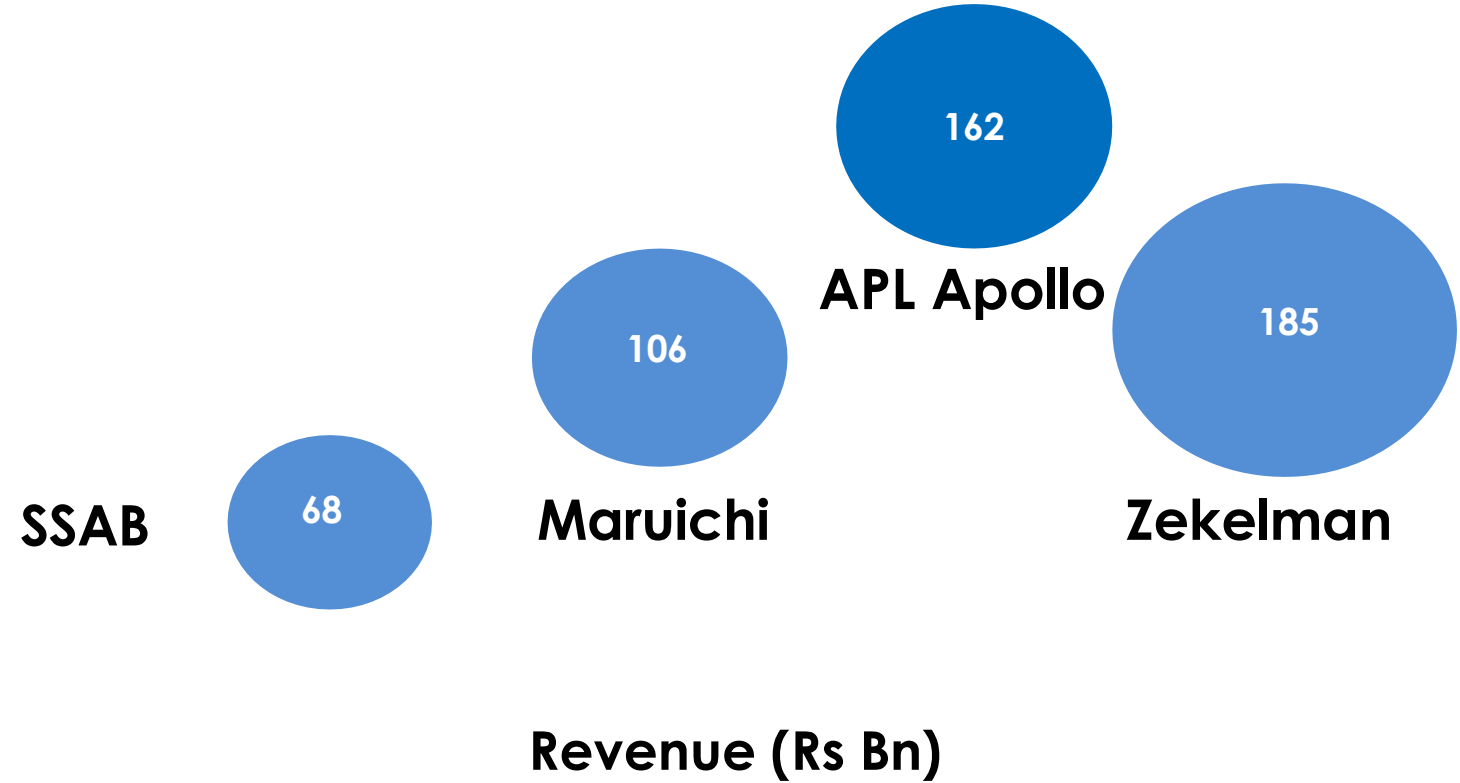 162
APL Apollo
185
106
SSAB
68
Maruichi
Zekelman
Revenue (Rs Bn)